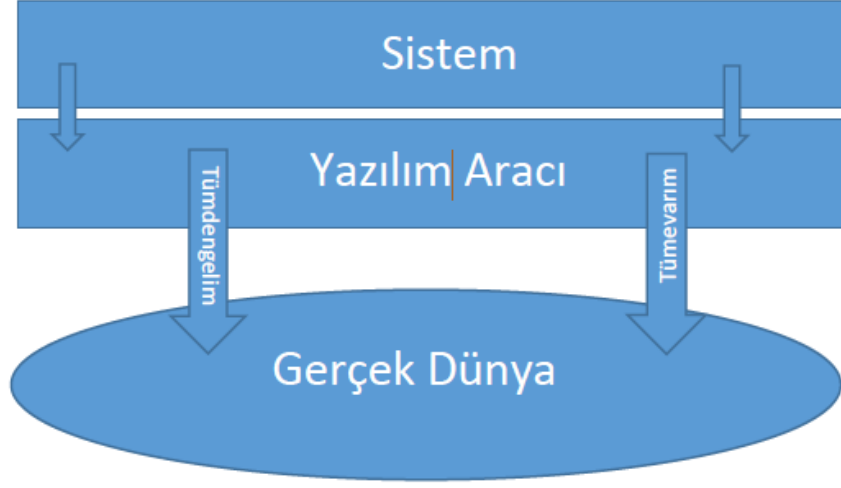 Sistem
Yazılım Aracı
Tümdengelim
Tümevarım
Gerçek Dünya